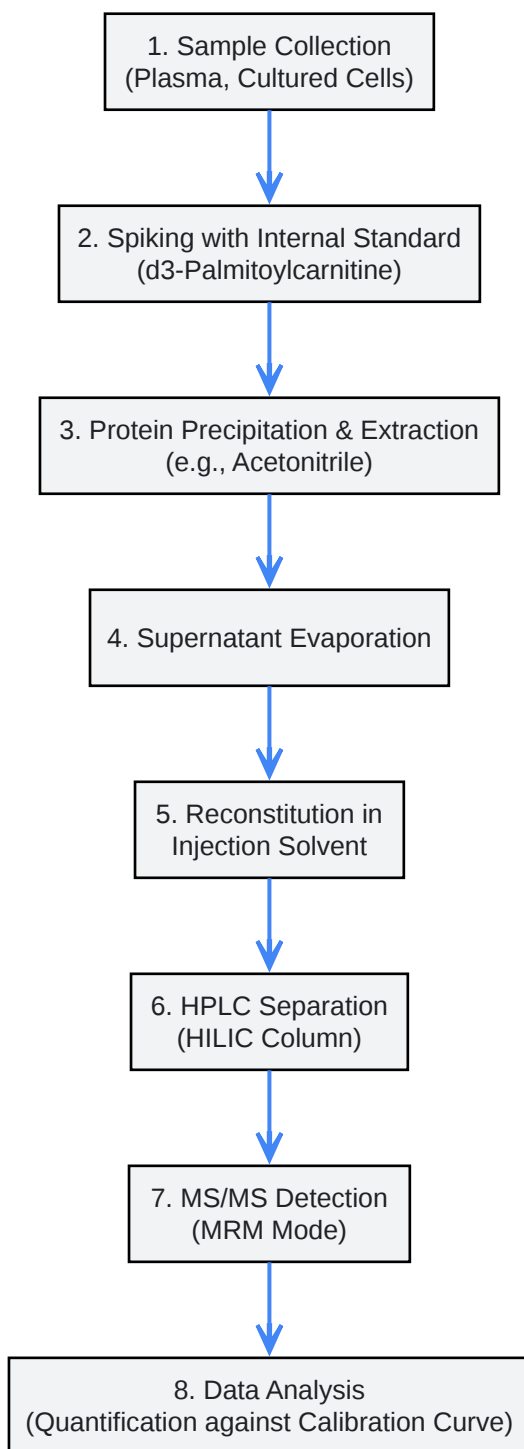 1. Sample Collection
(Plasma, Cultured Cells)
2. Spiking with Internal Standard
(d3-Palmitoylcarnitine)
3. Protein Precipitation & Extraction
(e.g., Acetonitrile)
4. Supernatant Evaporation
5. Reconstitution in
Injection Solvent
6. HPLC Separation
(HILIC Column)
7. MS/MS Detection
(MRM Mode)
8. Data Analysis
(Quantification against Calibration Curve)